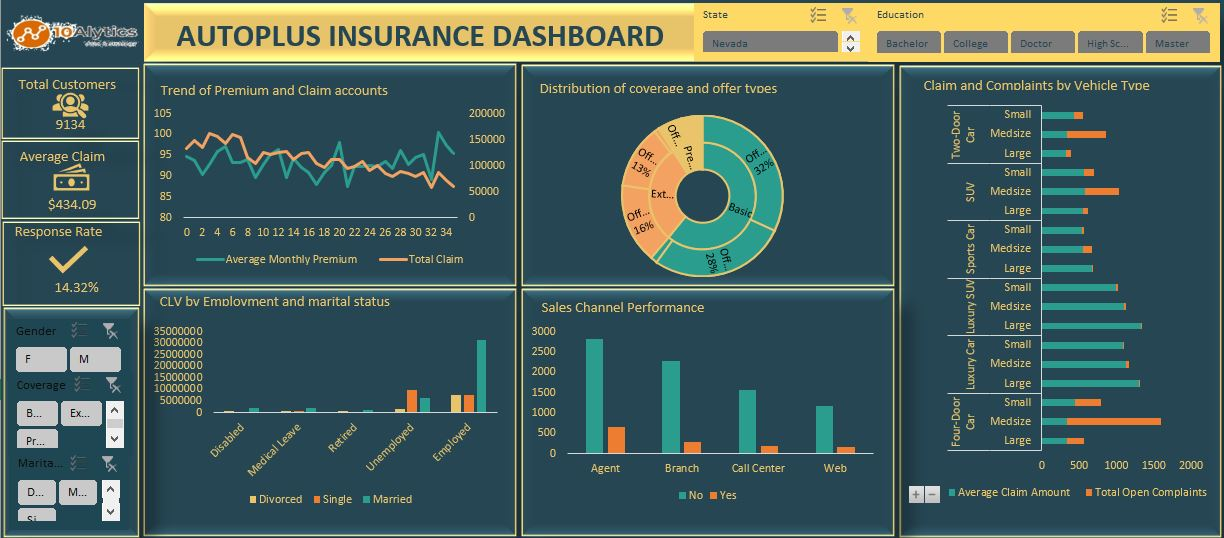 10Alytics
AUTOPLUS INSURANCE DASHBOARD
State
Nevada
Education
Bachelor
College
Doctor
High Sc...
Master
Total Customers
9134
Average Claim
$434.09
Response Rate
14.32%
Gender
F
M
Coverage
B...
Ex...
Pr...
Marita...
D...
M...
Si
Trend of Premium and Claim accounts
105
100
95
90
85
80
200000
150000
100000
50000
0
0 2 4 6 8 10 12 14 16 18 20 22 24 26 28 30 32 34
Average Monthly Premium
Total Claim
Distribution of coverage and offer types
Off...
32%
Off...
28%
Off...
16%
Off...
13%
Off...
Basic
Ext...
Pre...
CLV by Employment and marital status
35000000
30000000
25000000
20000000
15000000
10000000
5000000
0
Disabled
Medical Leave
Retired
Unemployed
Employed
Divorced
Single
Married
Sales Channel Performance
3000
2500
2000
1500
1000
500
0
Agent
Branch
Call Center
Web
No
Yes
Claim and Complaints by Vehicle Type
Two-Door
Car
Small
Medsize
Large
SUV
Small
Medsize
Large
Sports Car
Small
Medsize
Large
Luxury SUV
Small
Medsize
Large
Luxury Car
Small
Medsize
Large
Four-Door
Car
Small
Medsize
Large
0 500 1000 1500 2000
+ −
Average Claim Amount
Total Open Complaints